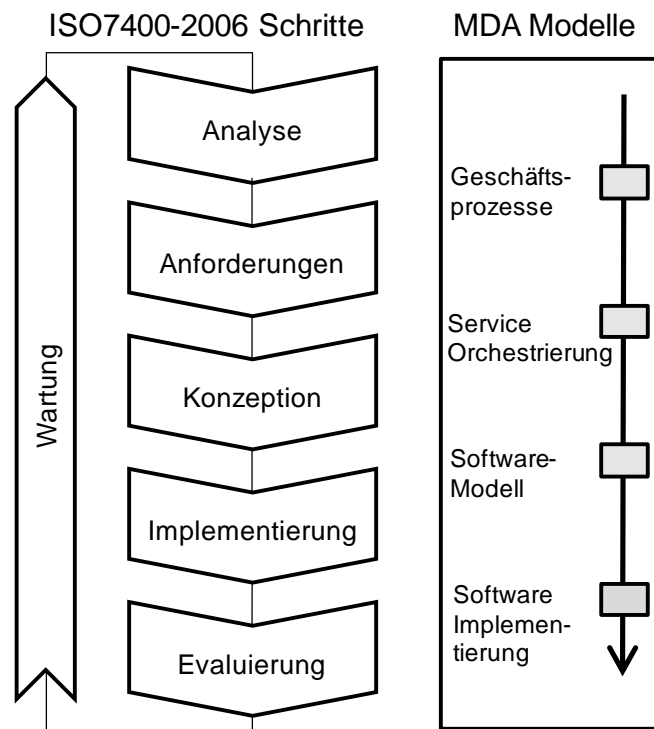 ISO7400-2006 Schritte
MDA Modelle
Wartung
Analyse
Anforderungen
Konzeption
Implementierung
Evaluierung
Geschäfts-
prozesse
Service
Orchestrierung
Software-
Modell
Software
Implemen-
tierung